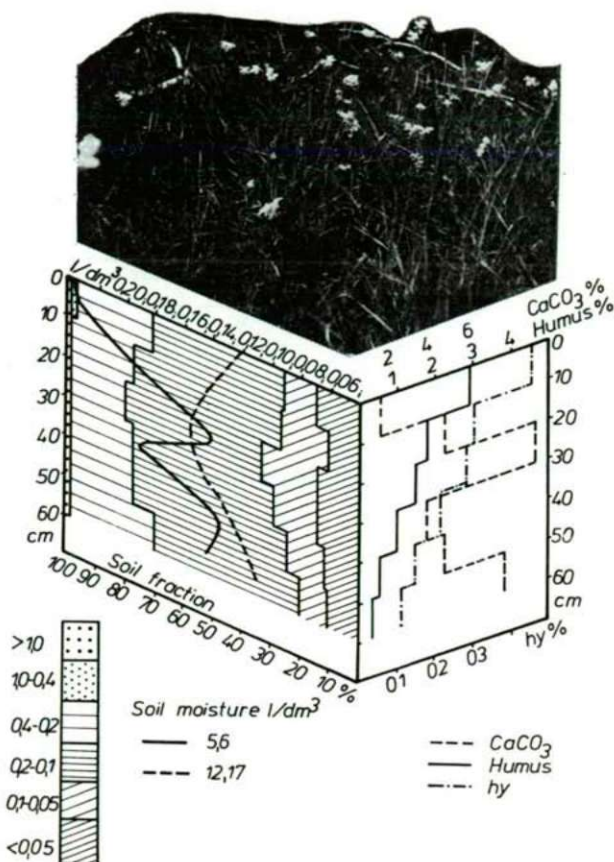 l/dm³ 0,20 0,18 0,16 0,14 0,12 0,10 0,08 0,06
0
10
20
30
40
50
60
cm
100 90 80 70 60 50 40 30 20 10 %
Soil fraction
CaCO₃ %
Humus %
2 4 6
1 2 3 4
0
10
20
30
40
50
60
cm
hy %
01 02 03
>1,0
1,0-0,4
0,4-0,2
0,2-0,1
0,1-0,05
<0,05
Soil moisture l/dm³
5,6
12,17
CaCO₃
Humus
hy